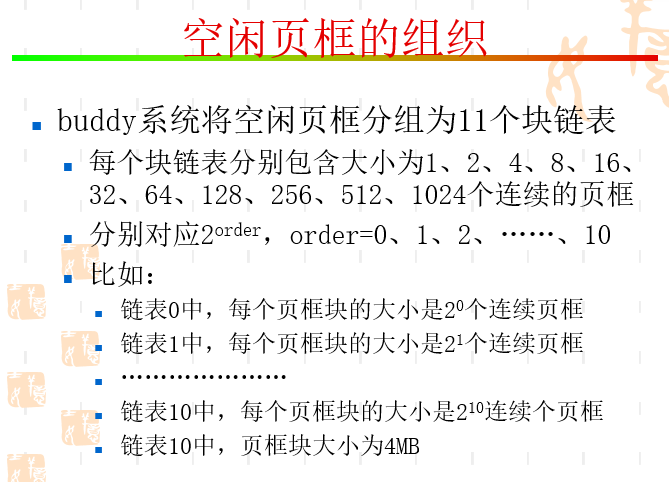 空闲页框的组织
buddy系统将空闲页框分组为11个块链表
每个块链表分别包含大小为1、2、4、8、16、
32、64、128、256、512、1024个连续的页框
分别对应2^order，order=0、1、2、……、10
比如：
链表0中，每个页框块的大小是2^0个连续页框
链表1中，每个页框块的大小是2^1个连续页框
…………………
链表10中，每个页框块的大小是2^10连续个页框
链表10中，页框块大小为4MB